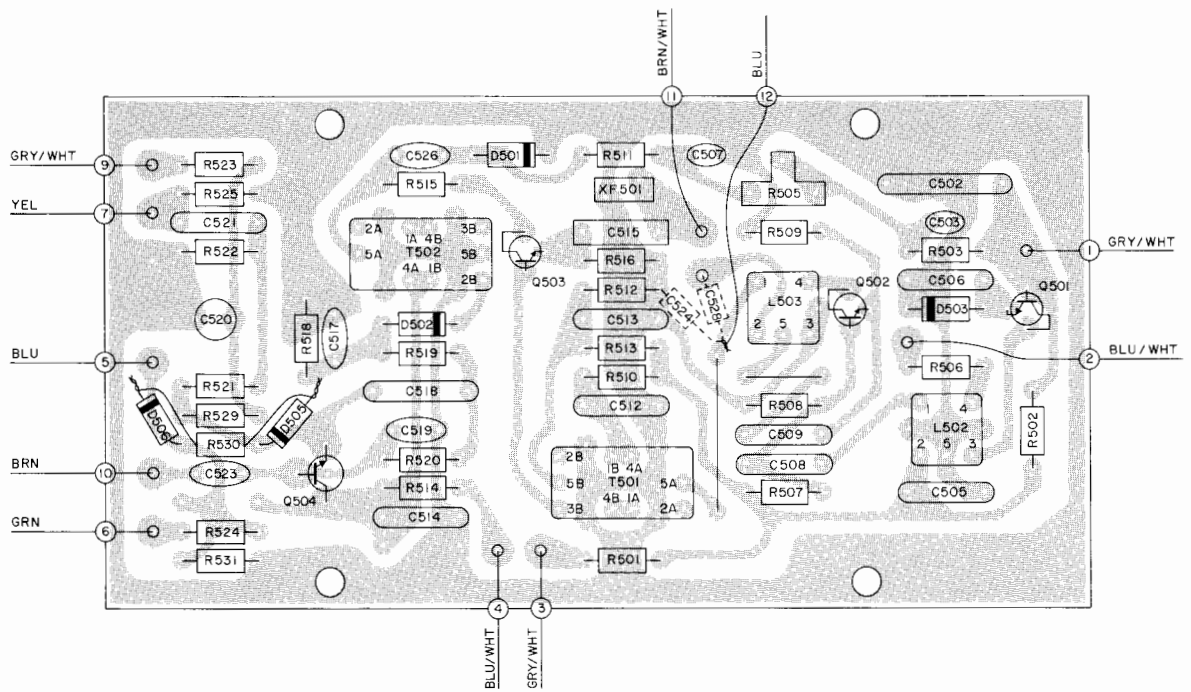 BRN/WHT
BLU
11
12
GRY/WHT
9
R523
C526
D501
R511
C507
R525
R515
XF501
R505
C502
YEL
7
C521
C503
2A
1A 4B
3B
C515
R509
R522
5A
T502
5B
R516
R503
1
GRY/WHT
4A 1B
2B
Q503
R512
C524
C528
1 4
L503
2 5 3
Q502
C506
Q501
C520
R518
C517
D502
C513
D503
BLU
5
R519
R513
2
BLU/WHT
R521
C518
R510
R506
D506
R529
D505
C512
R508
1 4
L502
2 5 3
R502
R530
C519
C509
BRN
10
C523
Q504
R520
2B
1B 4A
C508
R514
5B
T501
5A
R507
C505
4B 1A
C514
3B
2A
GRN
6
R524
R531
R501
4
3
BLU/WHT
GRY/WHT